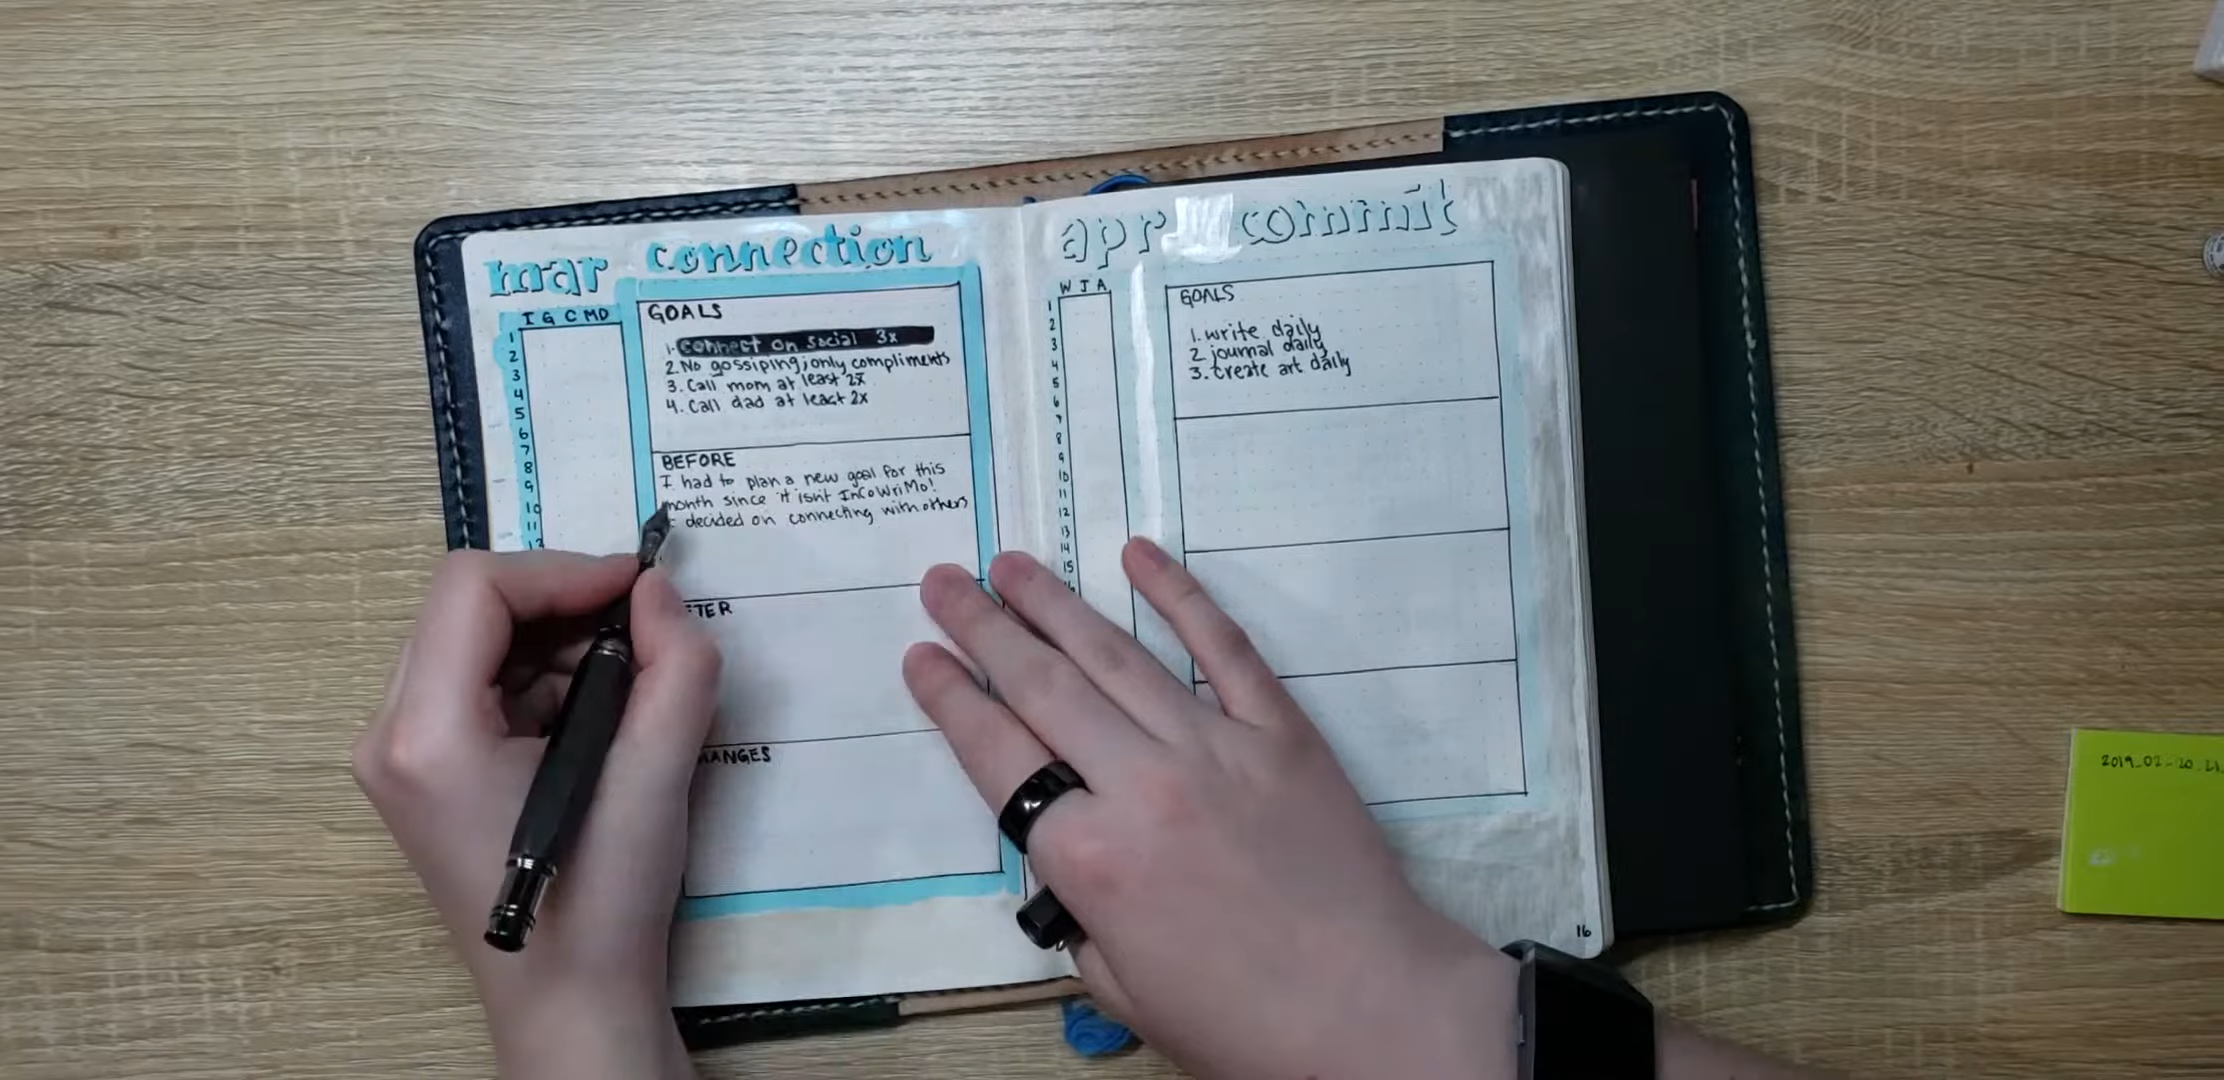 mar connection
I G C M D
1
2
3
4
5
6
7
8
9
10
11
12
GOALS
1. Connect on social 3x
2. No gossiping; only compliments
3. Call mom at least 2x
4. Call dad at least 2x
BEFORE
I had to plan a new goal for this
month since it isnt InCoWriMo!
I decided on connecting with others
TER
HANGES
apr commit
W J A
1
2
3
4
5
6
7
8
9
10
11
12
13
14
15
16
GOALS
1. write daily
2 journal daily
3. create art daily
16